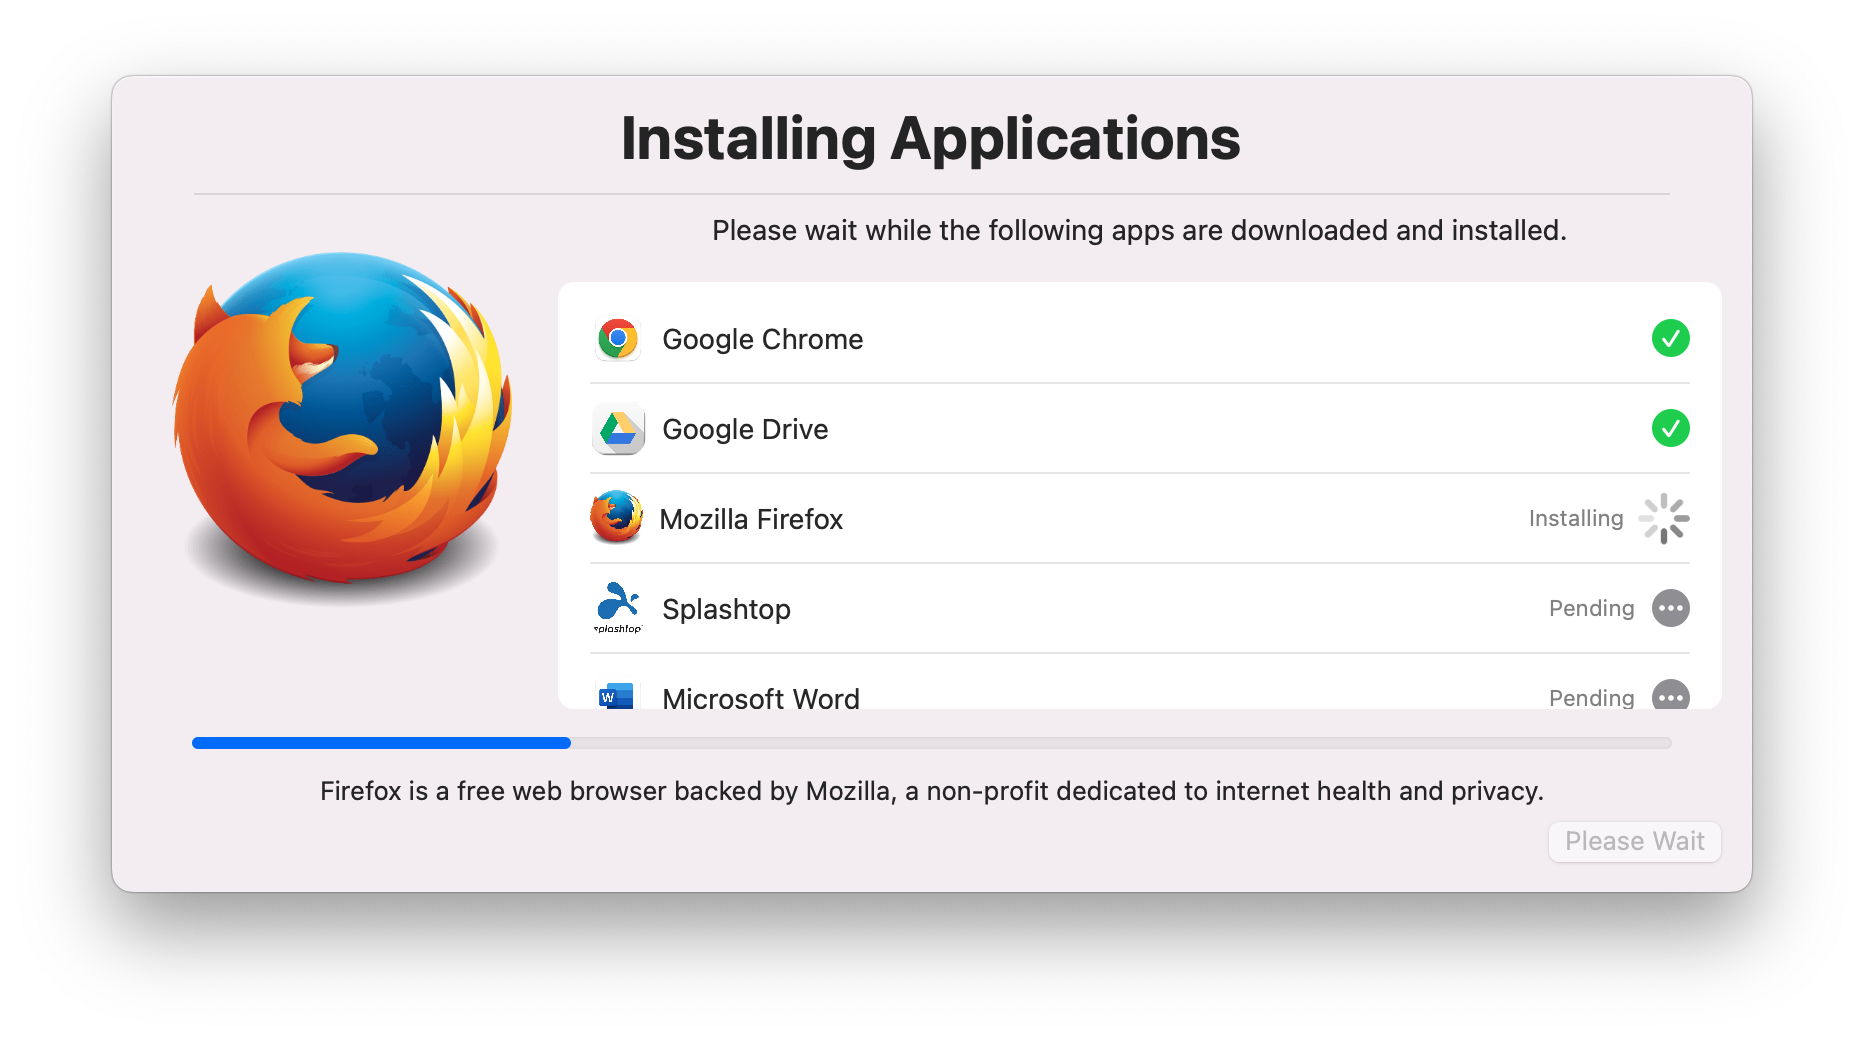 Installing Applications
Please wait while the following apps are downloaded and installed.
Google Chrome
Google Drive
Mozilla Firefox Installing
splashtop
Splashtop Pending
W Microsoft Word Pending
Firefox is a free web browser backed by Mozilla, a non-profit dedicated to internet health and privacy.
Please Wait